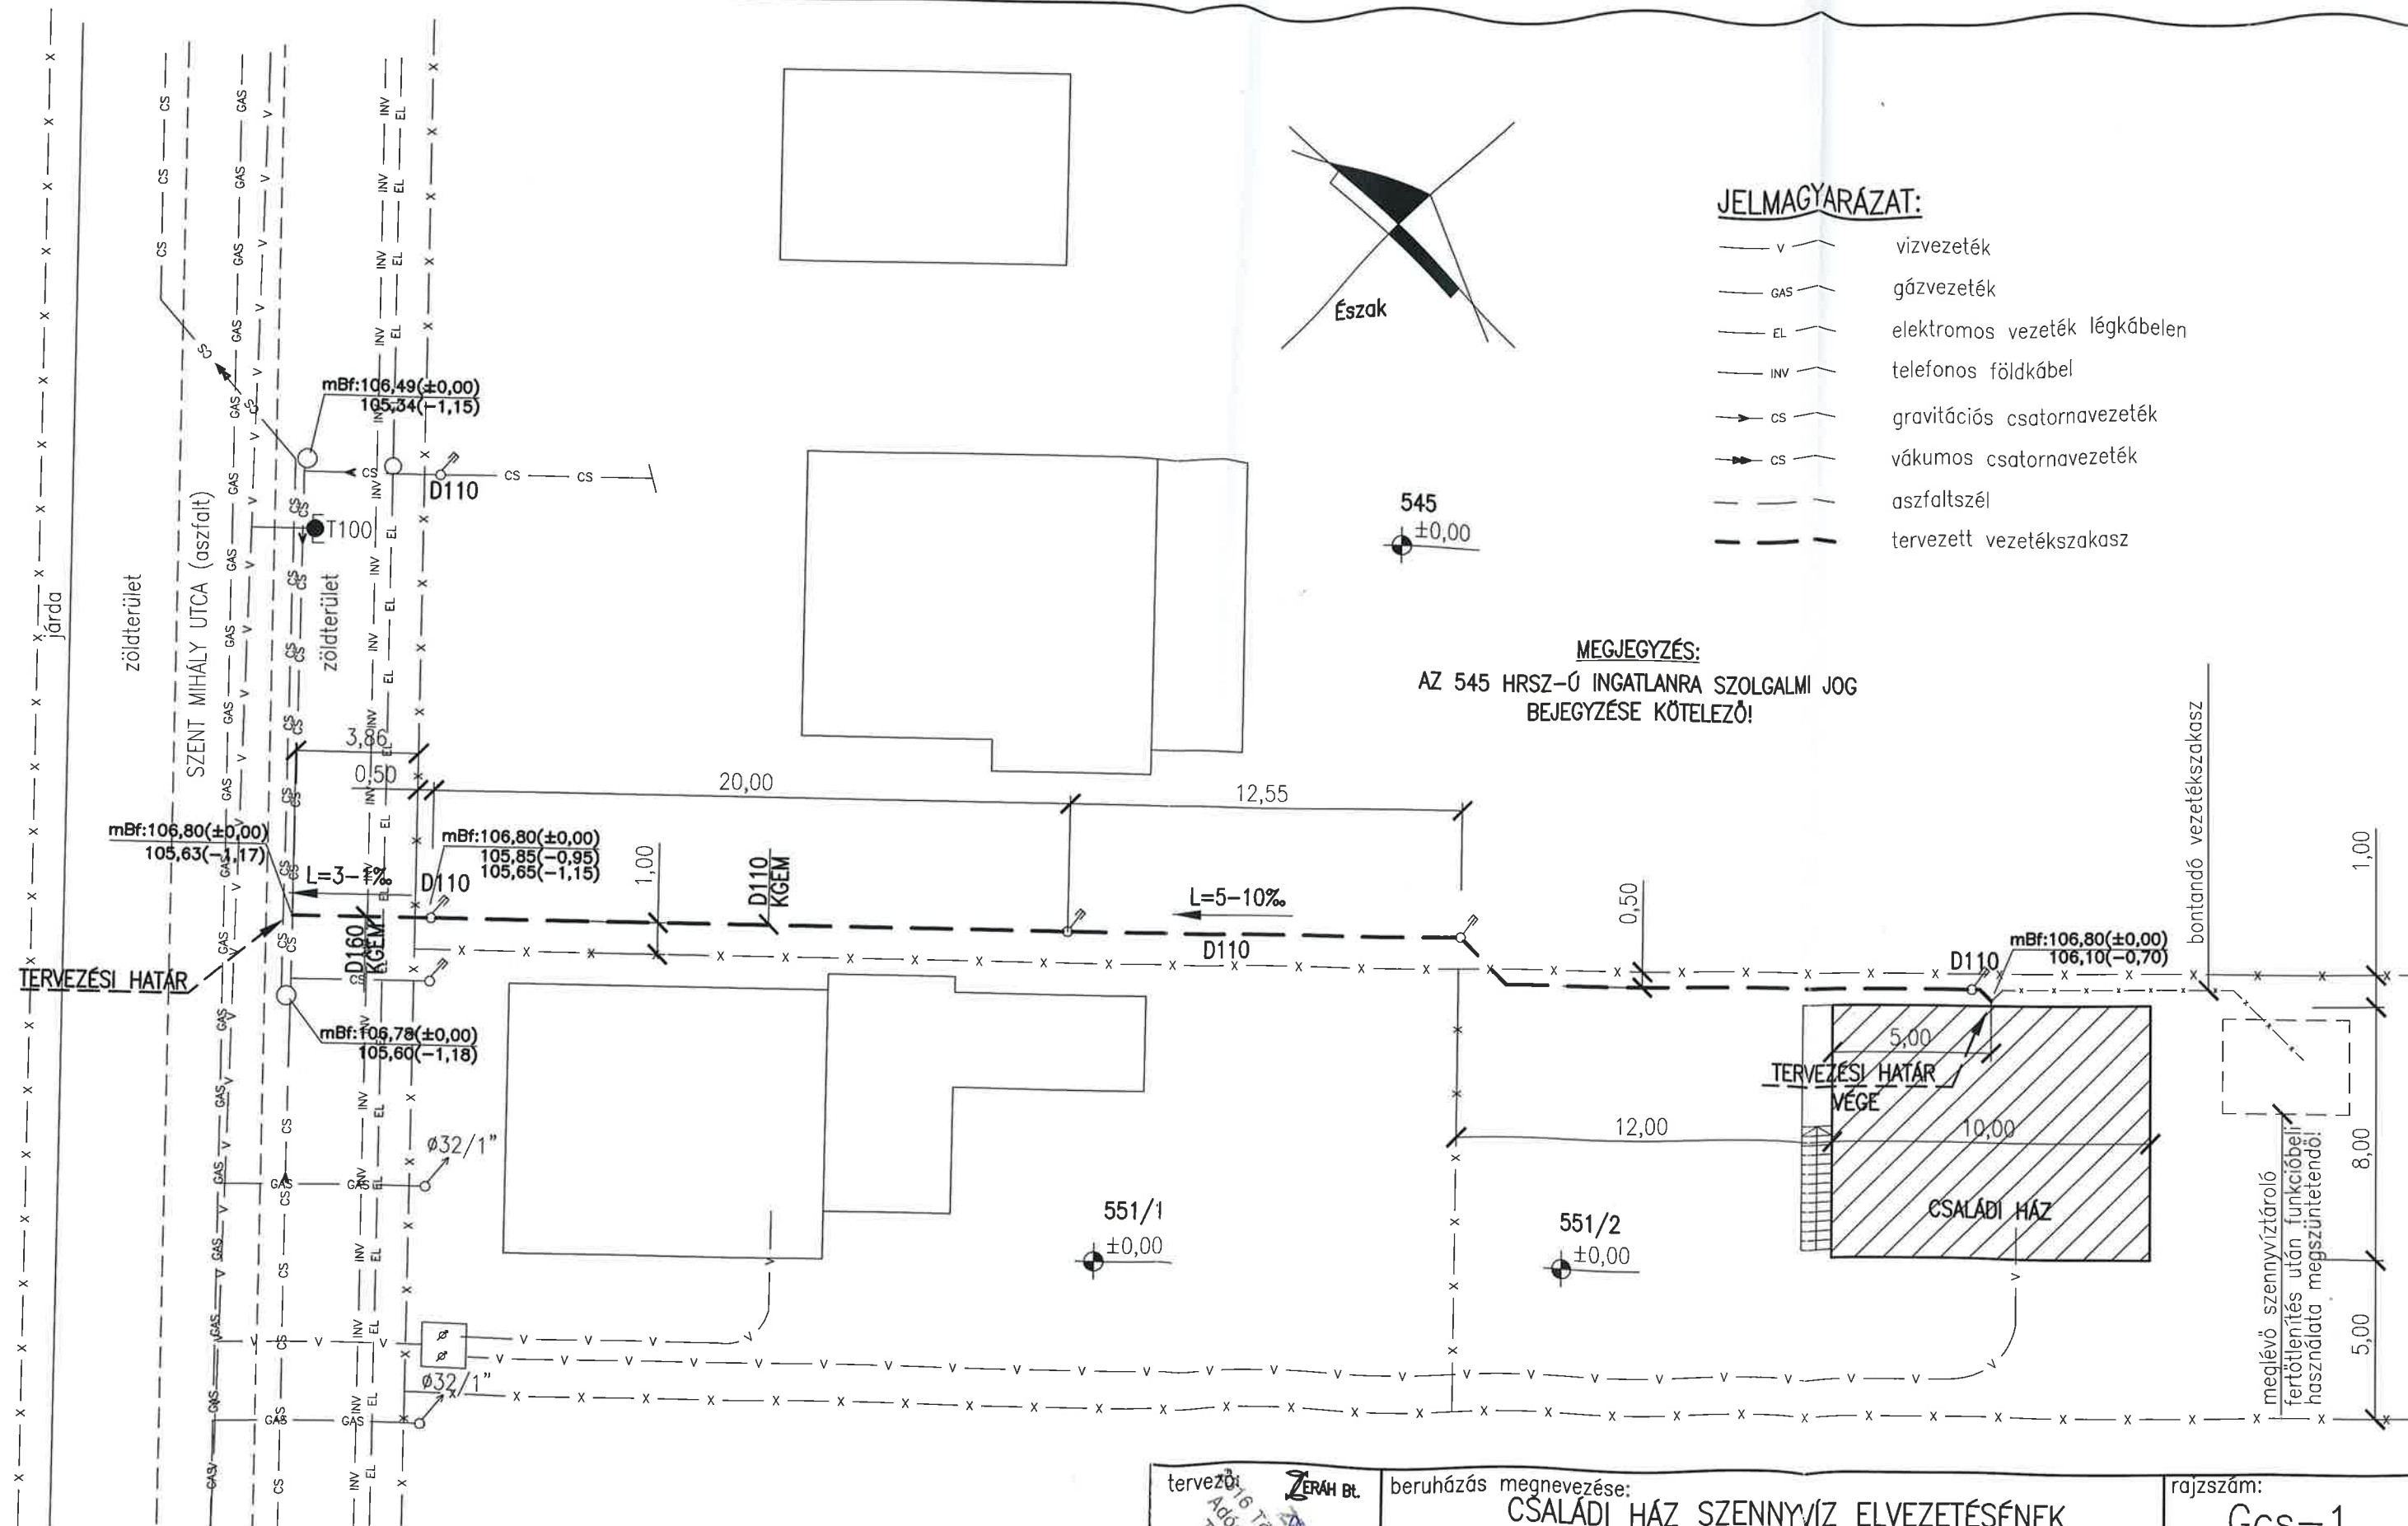 JELMAGYARÁZAT:
V vizvezeték
GAS gázvezeték
EL elektromos vezeték légkábelen
INV telefonos földkábel
CS gravitációs csatornavezeték
CS vákumos csatornavezeték
aszfaltszél
tervezett vezetékszakasz
Észak
mBf:106,49(±0,00)
105,34(-1,15)
D110
T100
járda
zöldterület
SZENT MIHÁLY UTCA (aszfalt)
zöldterület
545
±0,00
MEGJEGYZÉS:
AZ 545 HRSZ-Ú INGATLANRA SZOLGALMI JOG
BEJEGYZÉSE KÖTELEZŐ!
3,86
0,50
20,00
12,55
mBf:106,80(±0,00)
105,63(-1,17)
mBf:106,80(±0,00)
105,85(-0,95)
105,65(-1,15)
L=3-1‰
D110
1,00
D110
KGEM
L=5-10‰
D110
0,50
D160
KGEM
TERVEZÉSI HATÁR
mBf:106,78(±0,00)
105,60(-1,18)
D110
mBf:106,80(±0,00)
106,10(-0,70)
bontandó vezetékszakasz
1,00
5,00
TERVEZÉSI HATÁR
VÉGE
12,00
10,00
8,00
CSALÁDI HÁZ
ø32/1"
551/1
±0,00
551/2
±0,00
5,00
meglévő szennyvíztároló
fertőtlenítés után funkcióbeli
használata megszüntetendő!
ø32/1"
tervező: ZERÁH Bt.
beruházás megnevezése:
CSALÁDI HÁZ SZENNYVÍZ ELVEZETÉSÉNEK
rajzszám:
Gcs-1